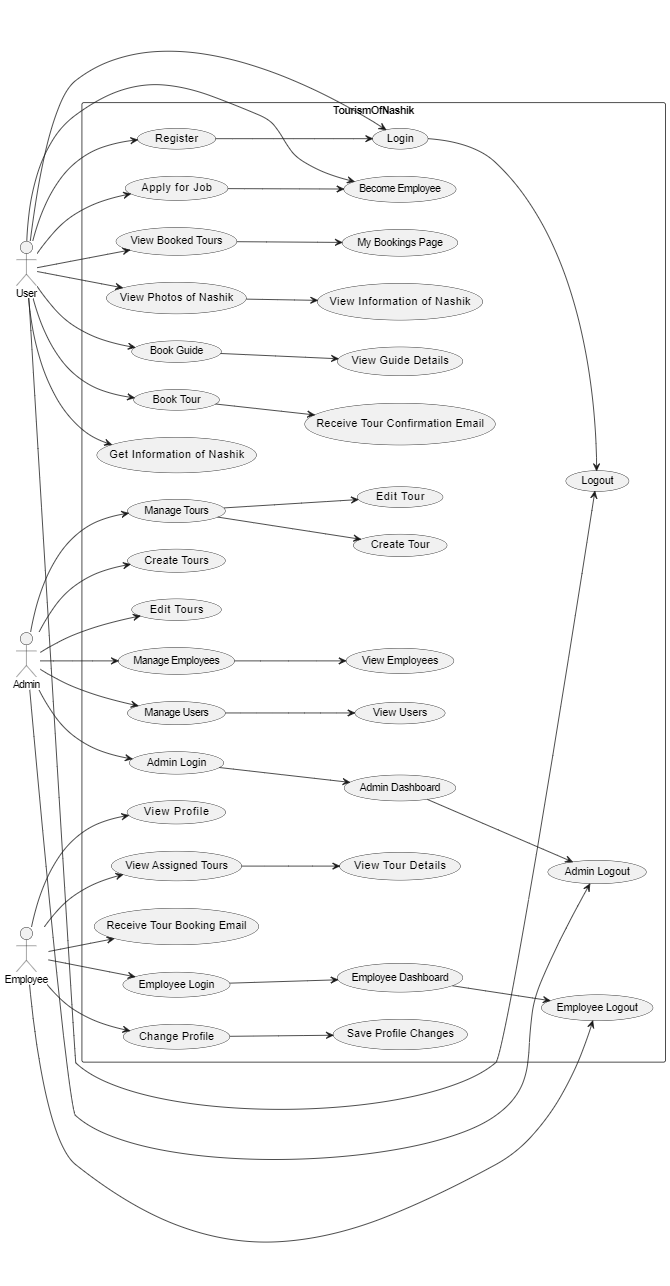 TourismOfNashik
Register
Login
Apply for Job
Become Employee
View Booked Tours
My Bookings Page
User
View Photos of Nashik
View Information of Nashik
Book Guide
View Guide Details
Book Tour
Receive Tour Confirmation Email
Get Information of Nashik
Logout
Manage Tours
Edit Tour
Create Tour
Create Tours
Edit Tours
Admin
Manage Employees
View Employees
Manage Users
View Users
Admin Login
Admin Dashboard
View Profile
View Assigned Tours
View Tour Details
Admin Logout
Receive Tour Booking Email
Employee
Employee Login
Employee Dashboard
Employee Logout
Change Profile
Save Profile Changes